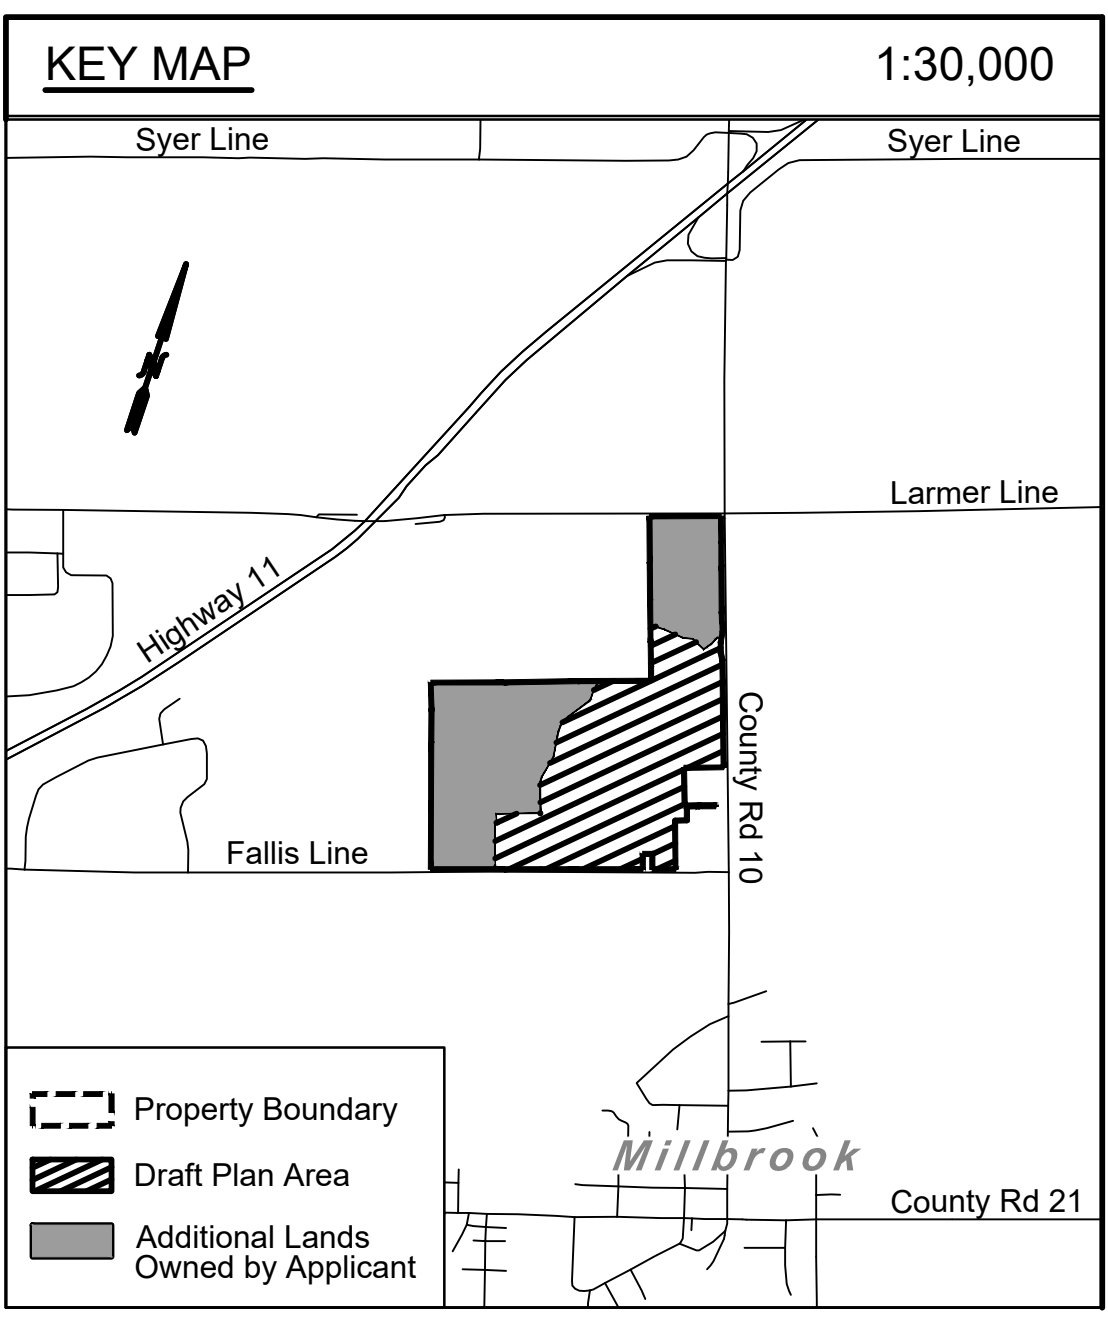 KEY MAP 1:30,000
Syer Line Syer Line
N
Larmer Line
Highway 11
County Rd 10
Fallis Line
Millbrook
County Rd 21
Property Boundary
Draft Plan Area
Additional Lands
Owned by Applicant